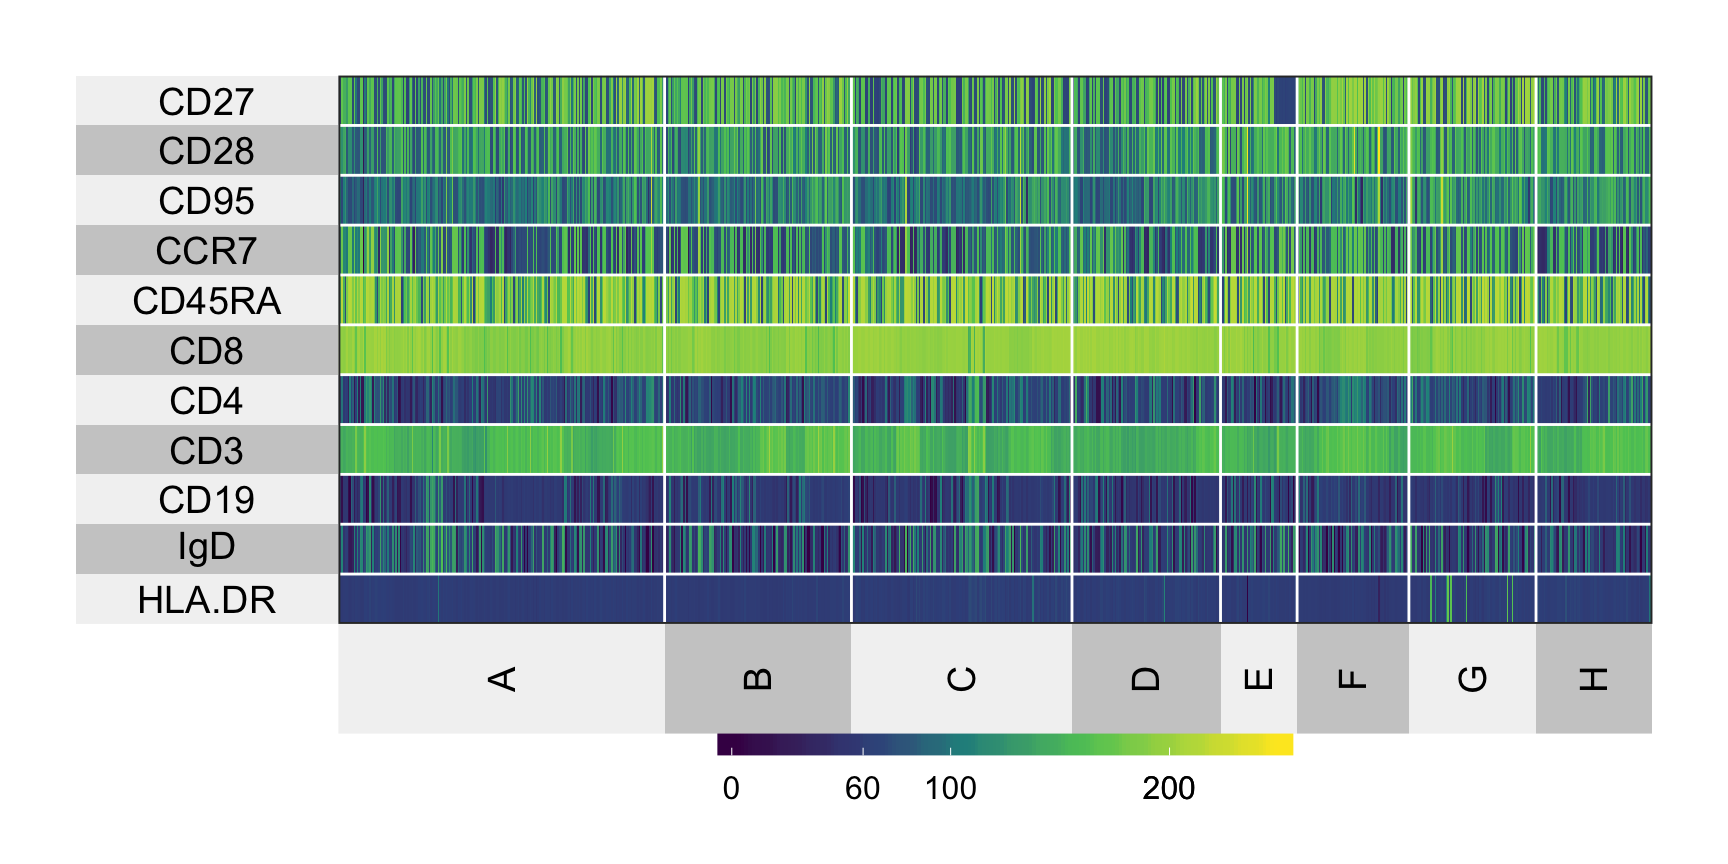 CD27
CD28
CD95
CCR7
CD45RA
CD8
CD4
CD3
CD19
IgD
HLA.DR
A B C D E F G H
0 60 100 200